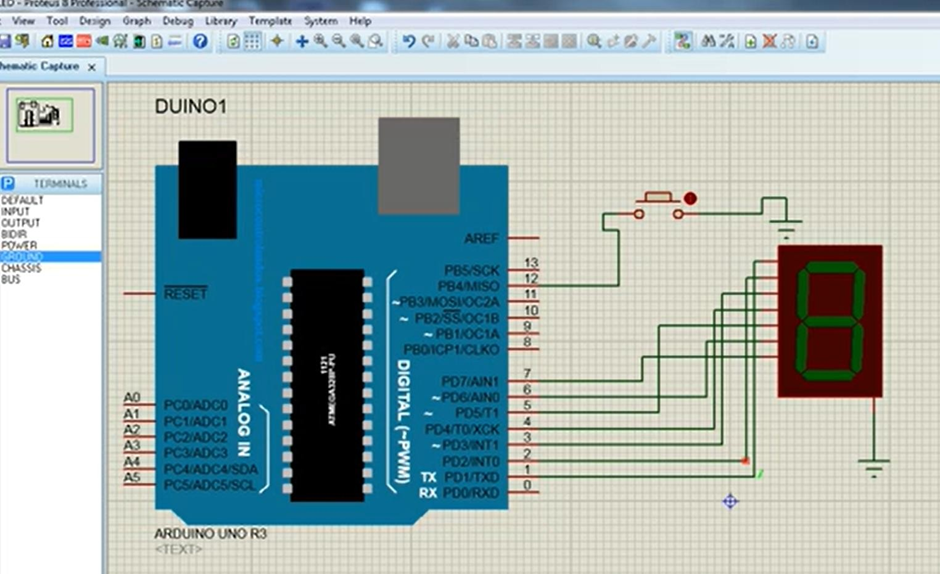 ED - Proteus 8 Professional - Schematic Capture
View Tool Design Graph Debug Library Template System Help
hematic Capture
TERMINALS
DEFAULT
INPUT
OUTPUT
BIDIR
POWER
GROUND
CHASSIS
BUS
DUINO1
AREF
PB5/SCK 13
PB4/MISO 12
~PB3/MOSI/OC2A 11
~ PB2/SS/OC1B 10
~ PB1/OC1A 9
PB0/ICP1/CLKO 8
RESET
PD7/AIN1 7
~ PD6/AIN0 6
~ PD5/T1 5
PD4/T0/XCK 4
~PD3/INT1 3
PD2/INT0 2
TX PD1/TXD 1
RX PD0/RXD 0
DIGITAL (~PWM)
ANALOG IN
A0 PC0/ADC0
A1 PC1/ADC1
A2 PC2/ADC2
A3 PC3/ADC3
A4 PC4/ADC4/SDA
A5 PC5/ADC5/SCL
ARDUINO UNO R3
<TEXT>